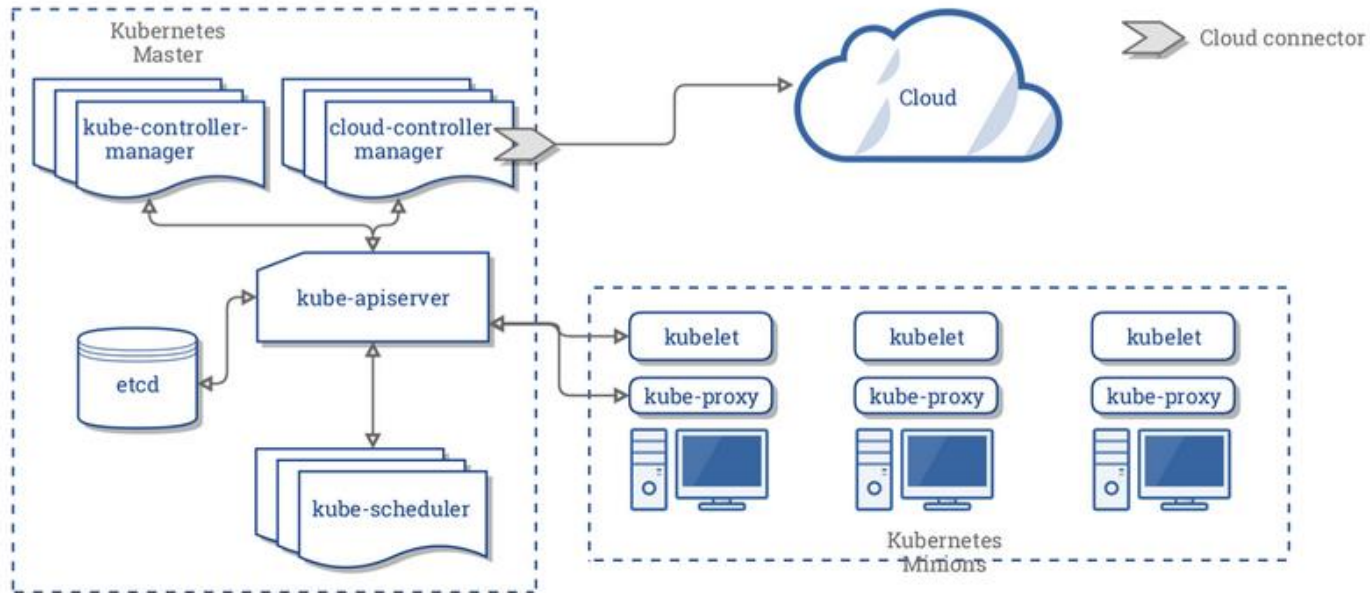 Kubernetes
Master
kube-controller-
manager
cloud-controller
manager
Cloud
Cloud connector
kube-apiserver
etcd
kube-scheduler
kubelet
kubelet
kubelet
kube-proxy
kube-proxy
kube-proxy
Kubernetes
Minions